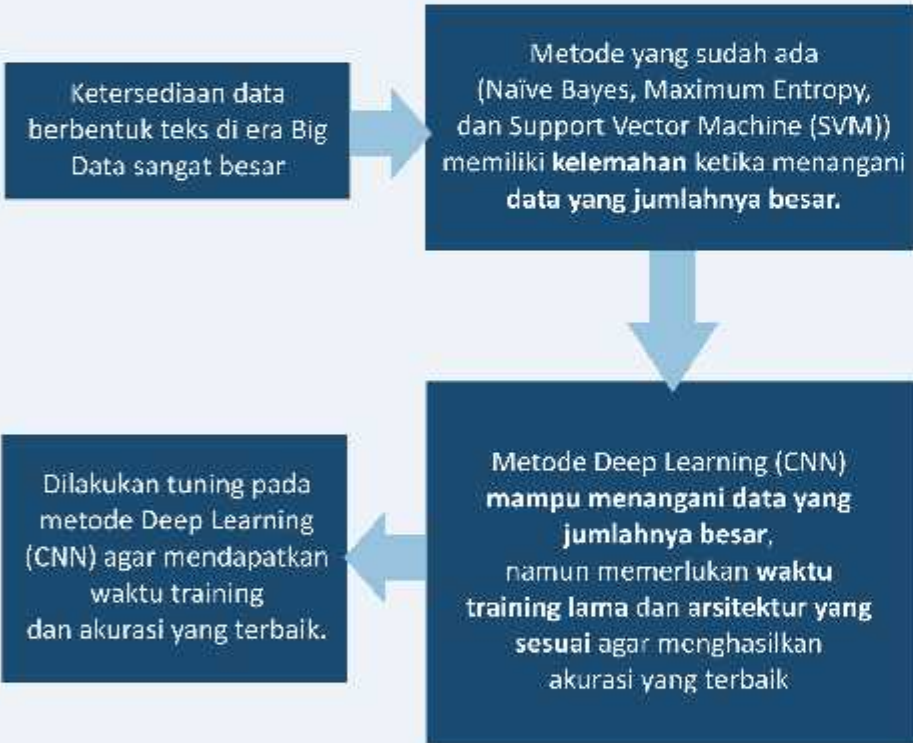 Ketersediaan data
berbentuk teks di era Big
Data sangat besar
Metode yang sudah ada
(Naïve Bayes, Maximum Entropy,
dan Support Vector Machine (SVM))
memiliki kelemahan ketika menangani
data yang jumlahnya besar.
Metode Deep Learning (CNN)
mampu menangani data yang
jumlahnya besar,
namun memerlukan waktu
training lama dan arsitektur yang
sesuai agar menghasilkan
akurasi yang terbaik
Dilakukan tuning pada
metode Deep Learning
(CNN) agar mendapatkan
waktu training
dan akurasi yang terbaik.